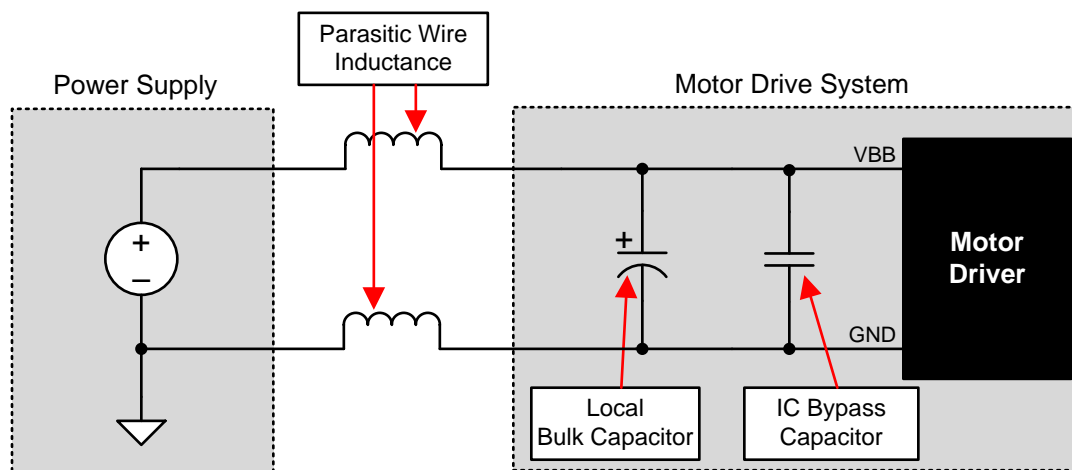 Parasitic Wire
Inductance
Power Supply
Motor Drive System
VBB
+
–
+
Motor
Driver
GND
Local
Bulk Capacitor
IC Bypass
Capacitor